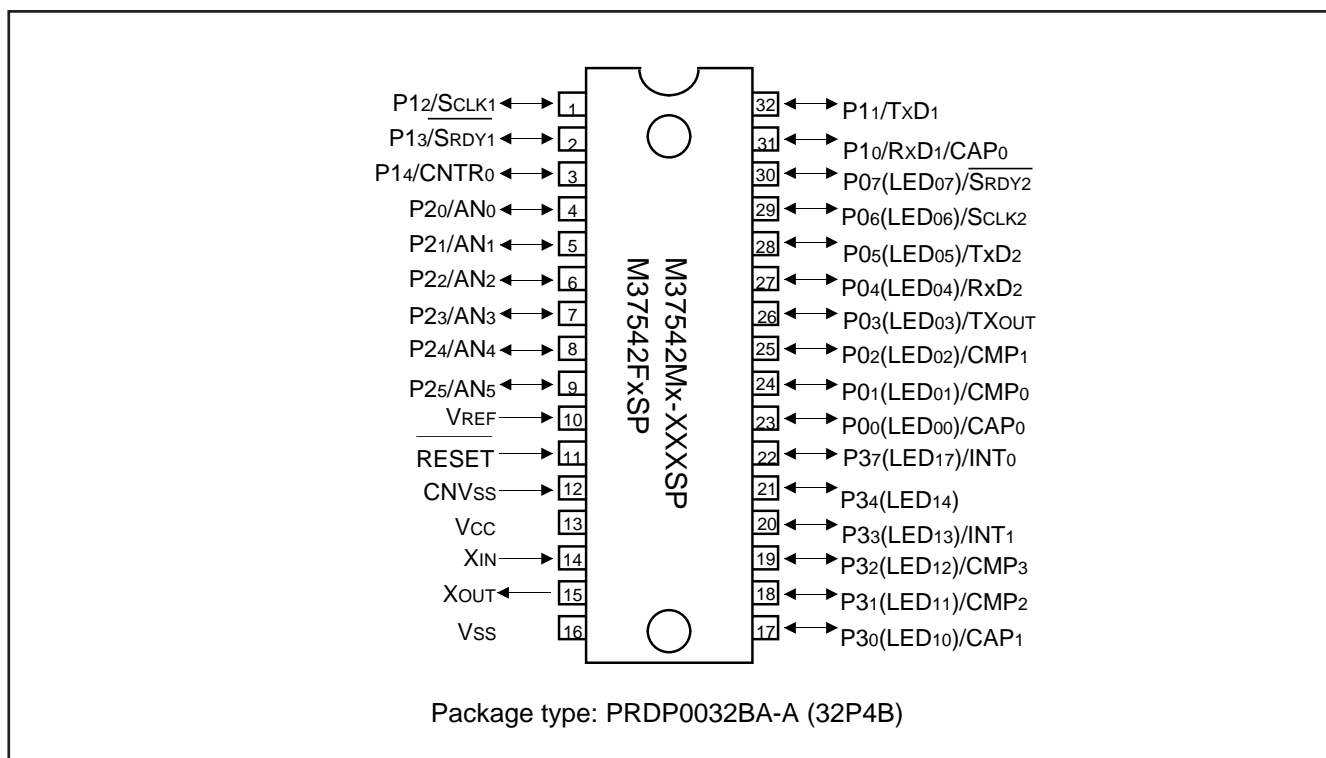 P12/SCLK1 1
P13/SRDY1 2
P14/CNTR0 3
P20/AN0 4
P21/AN1 5
P22/AN2 6
P23/AN3 7
P24/AN4 8
P25/AN5 9
VREF 10
RESET 11
CNVSS 12
VCC 13
XIN 14
XOUT 15
VSS 16
M37542Mx-XXXSP
M37542FxSP
32 P11/TXD1
31 P10/RXD1/CAP0
30 P07(LED07)/SRDY2
29 P06(LED06)/SCLK2
28 P05(LED05)/TxD2
27 P04(LED04)/RxD2
26 P03(LED03)/TXOUT
25 P02(LED02)/CMP1
24 P01(LED01)/CMP0
23 P00(LED00)/CAP0
22 P37(LED17)/INT0
21 P34(LED14)
20 P33(LED13)/INT1
19 P32(LED12)/CMP3
18 P31(LED11)/CMP2
17 P30(LED10)/CAP1
Package type: PRDP0032BA-A (32P4B)